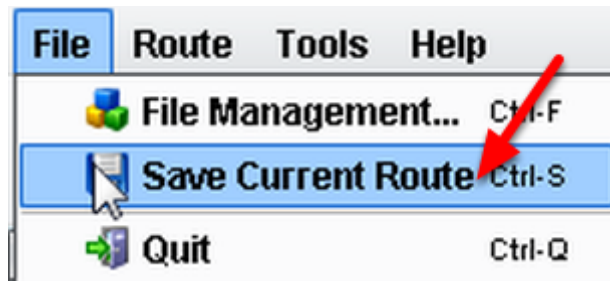 File Route Tools Help
File Management... Ctrl-F
Save Current Route Ctrl-S
Quit Ctrl-Q